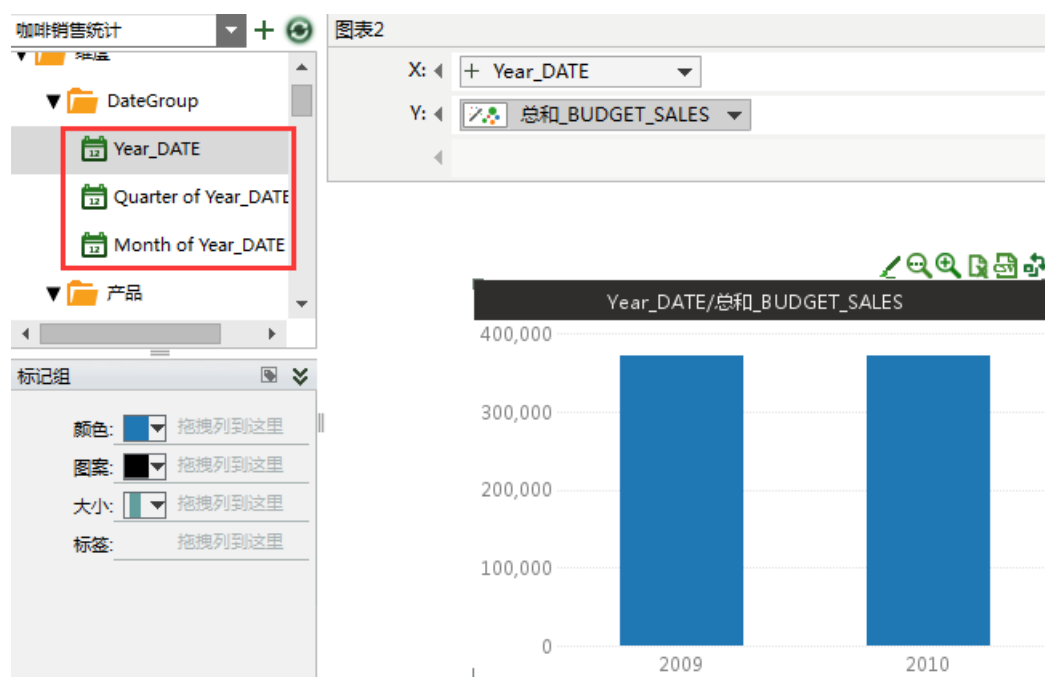 咖啡销售统计
图表2
维度
DateGroup
Year_DATE
Quarter of Year_DATE
Month of Year_DATE
产品
X: + Year_DATE
Y: 总和_BUDGET_SALES
标记组
颜色: 拖拽列到这里
图案: 拖拽列到这里
大小: 拖拽列到这里
标签: 拖拽列到这里
Year_DATE/总和_BUDGET_SALES
400,000
300,000
200,000
100,000
0
2009 2010